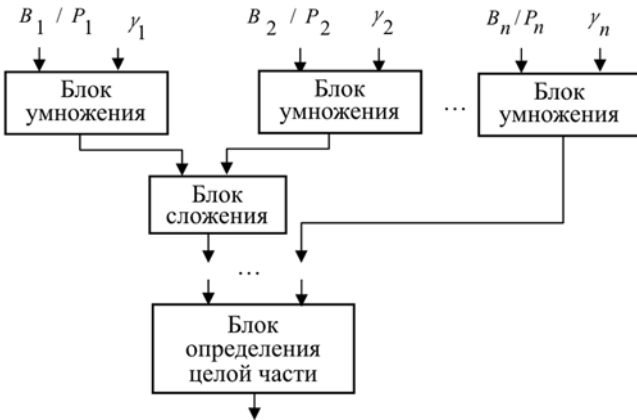 B1 / P1 γ1 B2 / P2 γ2 Bn/Pn γn
Блок
умножения
Блок
умножения
...
Блок
умножения
Блок
сложения
...
Блок
определения
целой части